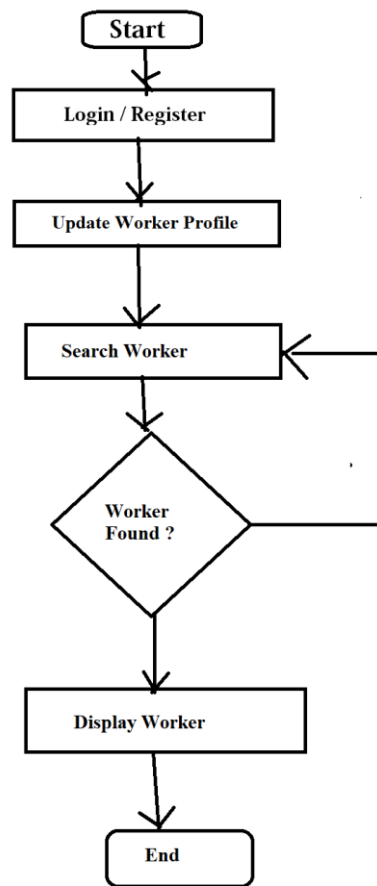 Start
Login / Register
Update Worker Profile
Search Worker
Worker
Found ?
Display Worker
End